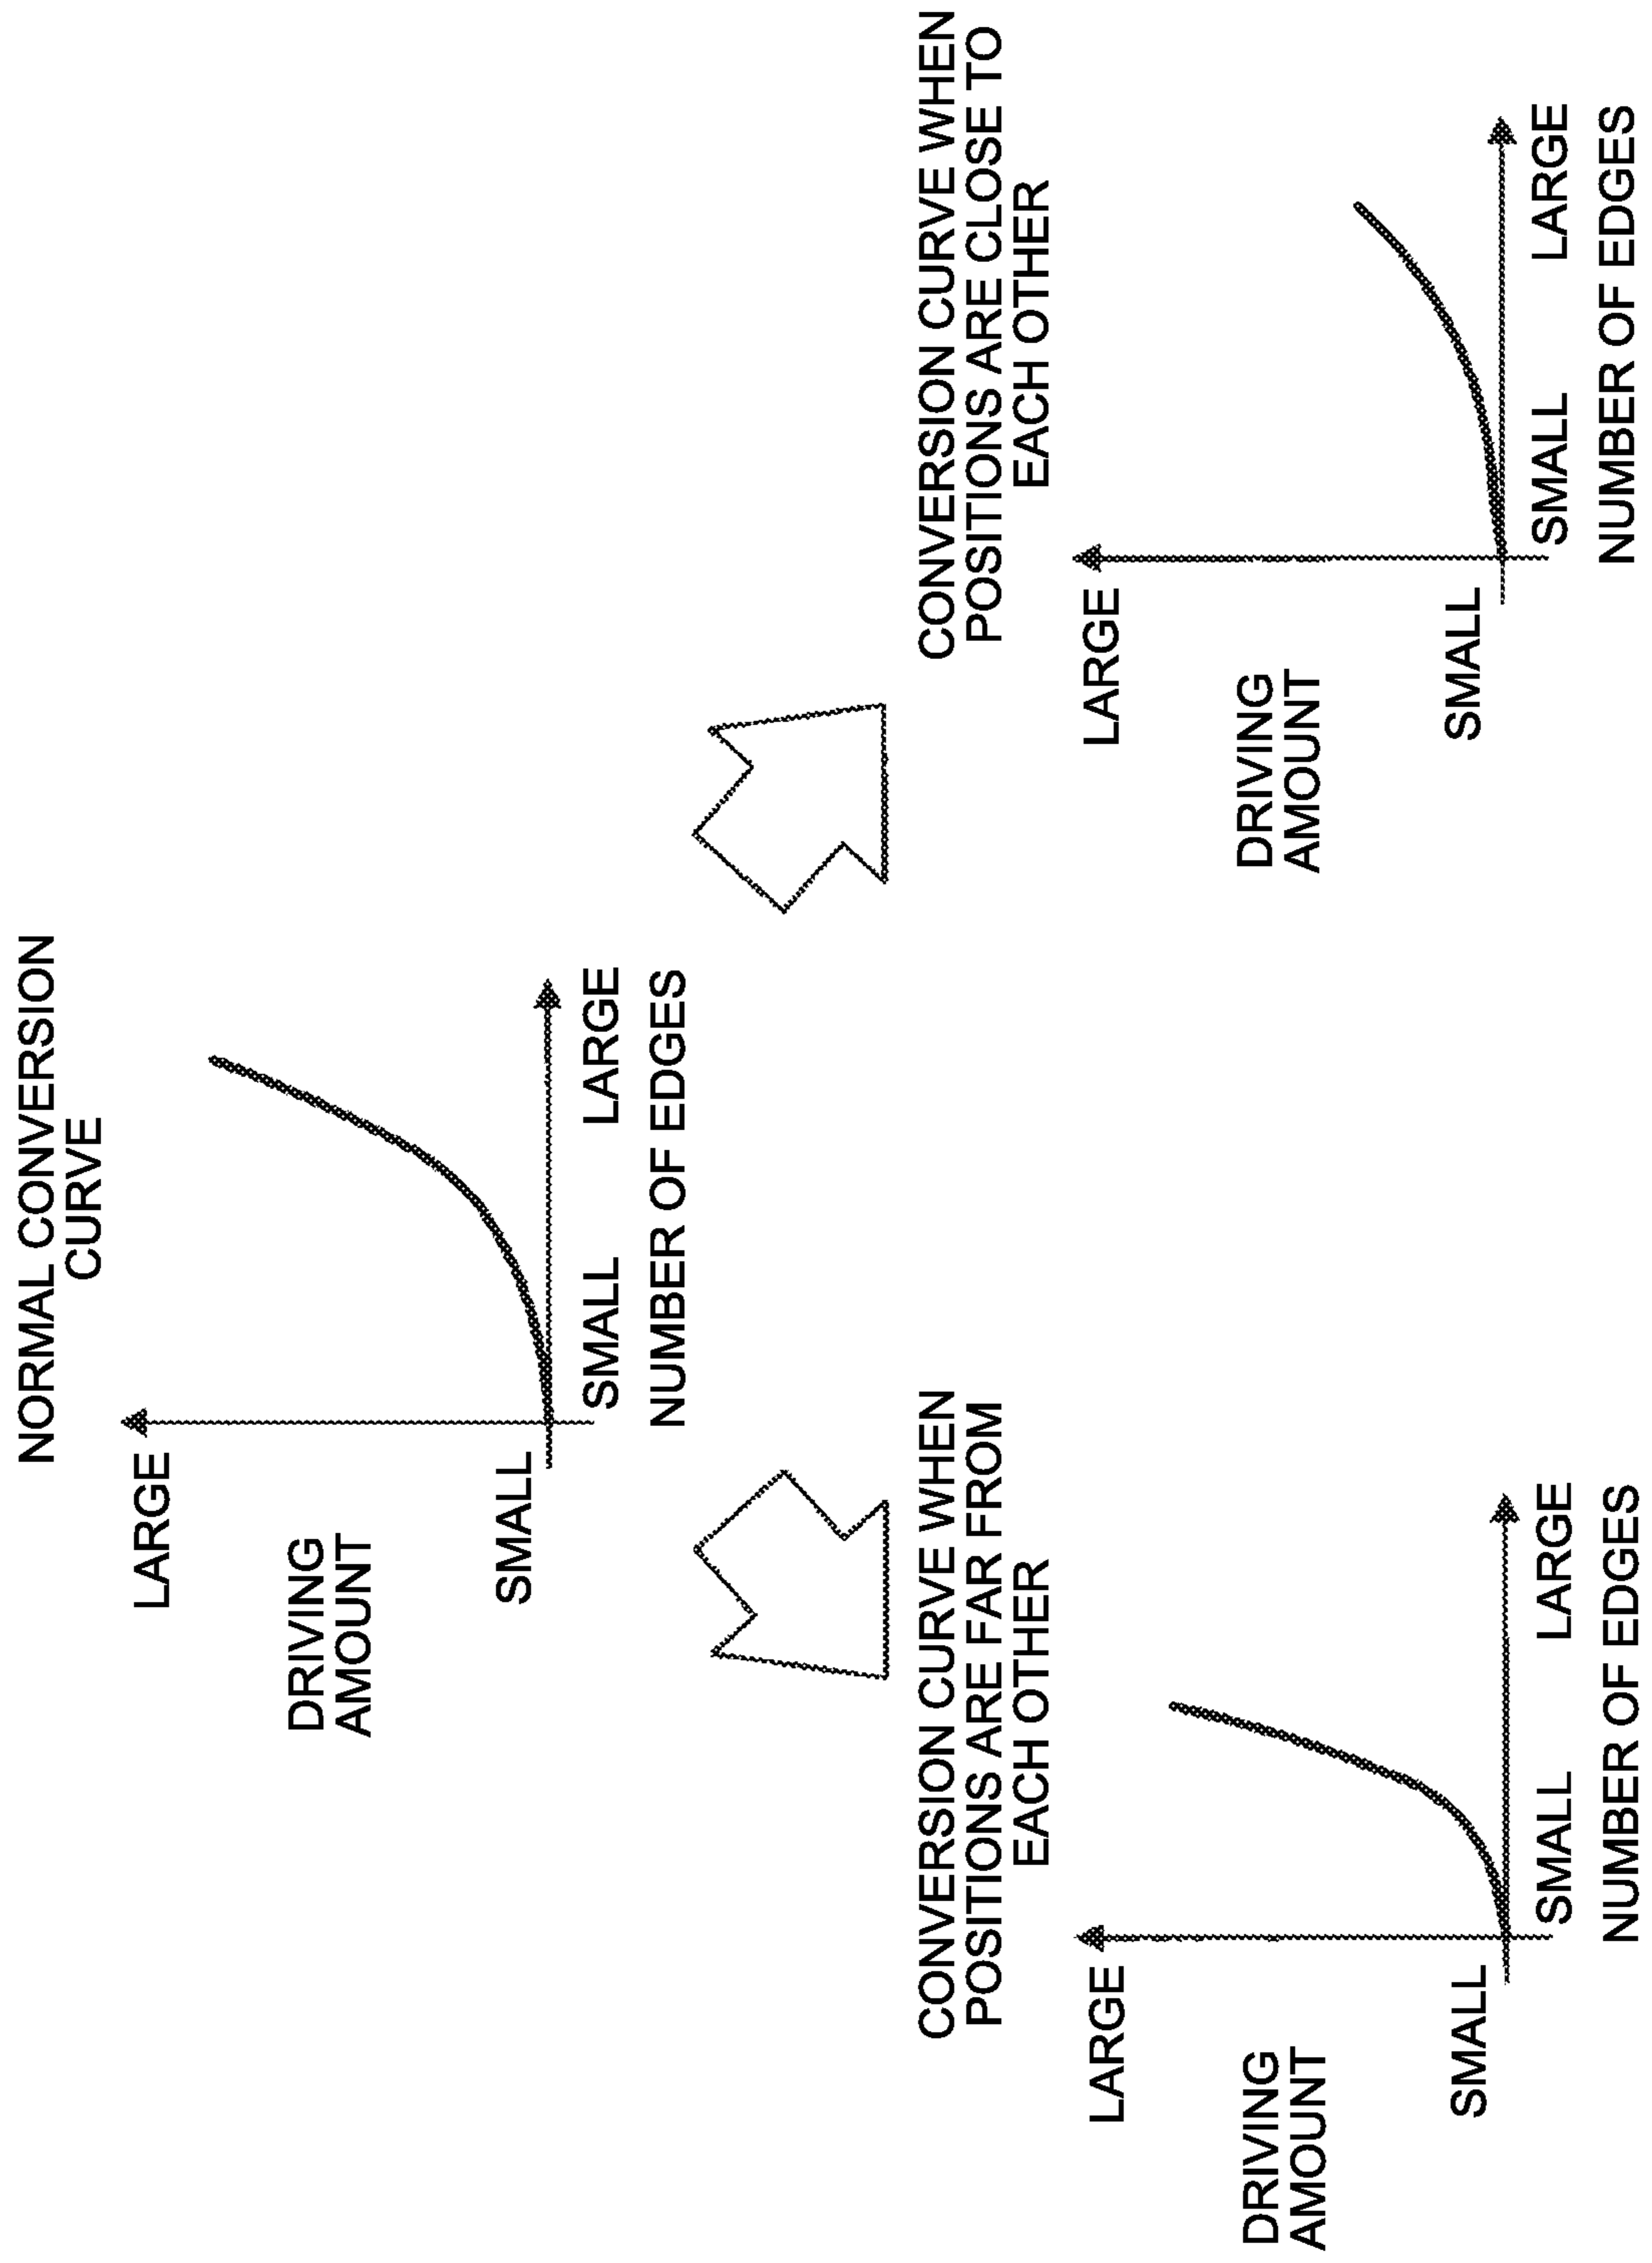 NORMAL CONVERSION
CURVE
LARGE
DRIVING
AMOUNT
SMALL
SMALL
LARGE
NUMBER OF EDGES
CONVERSION CURVE WHEN
POSITIONS ARE FAR FROM
EACH OTHER
LARGE
DRIVING
AMOUNT
SMALL
SMALL
LARGE
NUMBER OF EDGES
CONVERSION CURVE WHEN
POSITIONS ARE CLOSE TO
EACH OTHER
LARGE
DRIVING
AMOUNT
SMALL
SMALL
LARGE
NUMBER OF EDGES